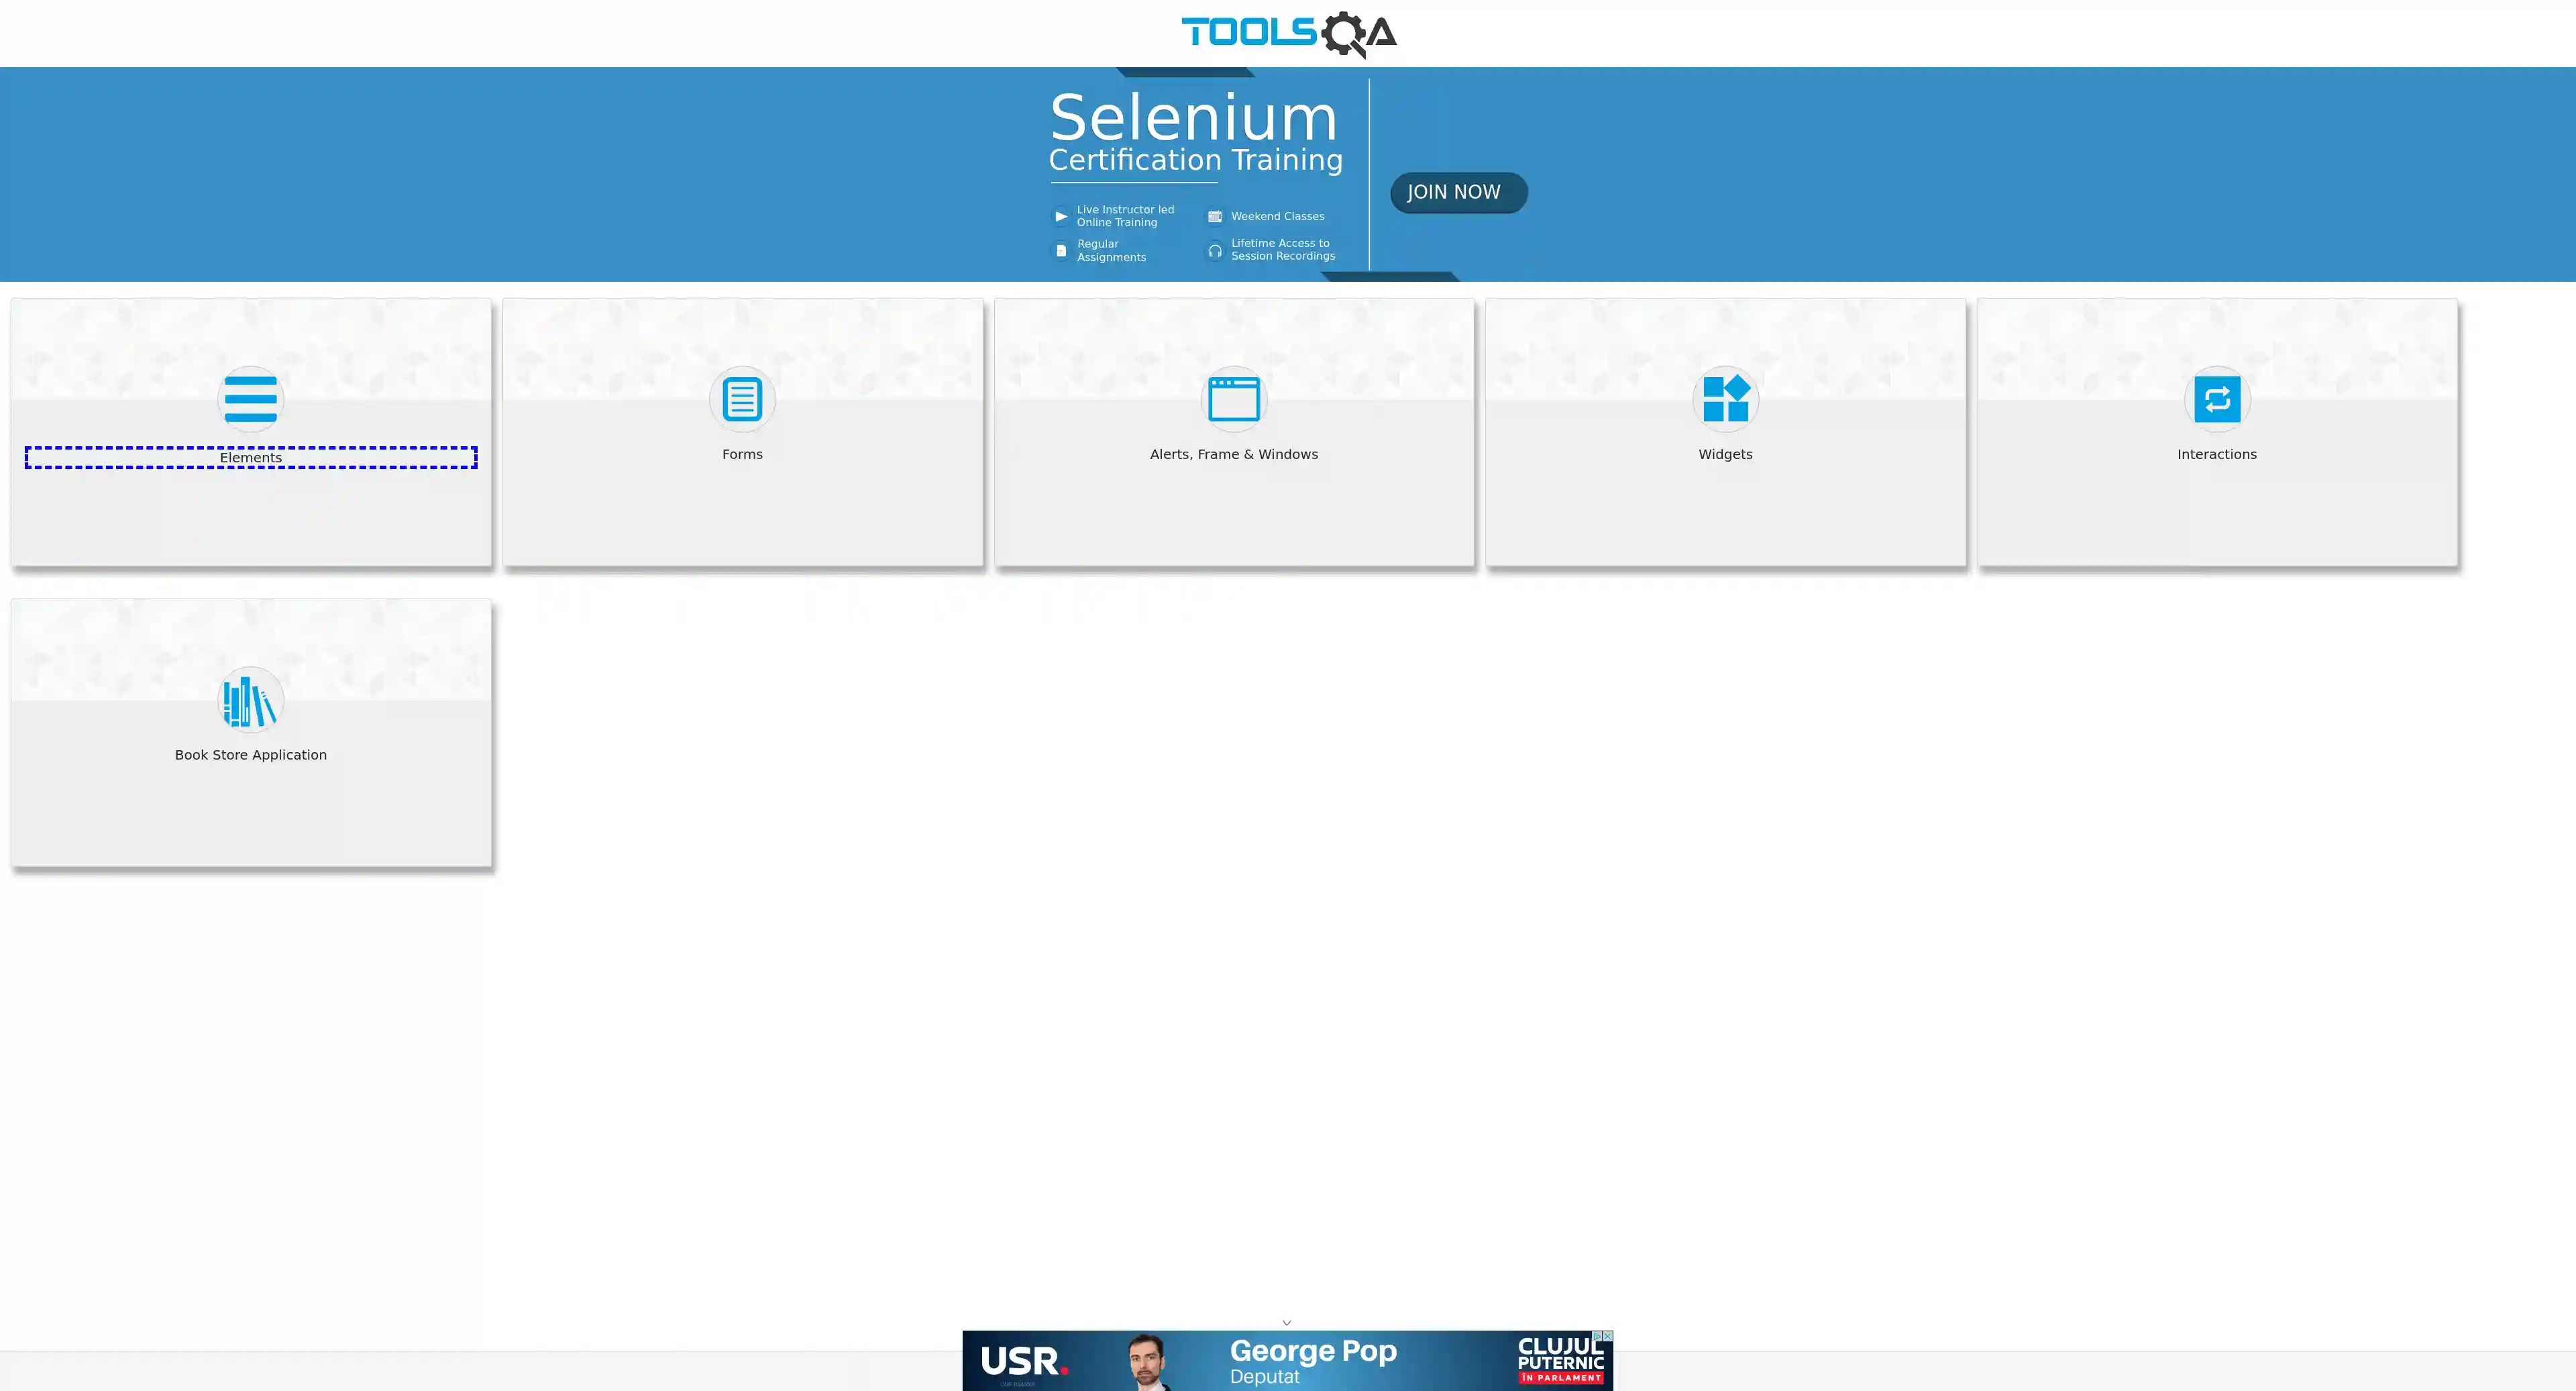 TOOLSQA
Selenium
Certification Training
Live Instructor led
Online Training
Weekend Classes
Regular
Assignments
Lifetime Access to
Session Recordings
JOIN NOW
Elements
Forms
Alerts, Frame & Windows
Widgets
Interactions
Book Store Application
USR.
George Pop
Deputat
CLUJUL
PUTERNIC
ÎN PARLAMENT